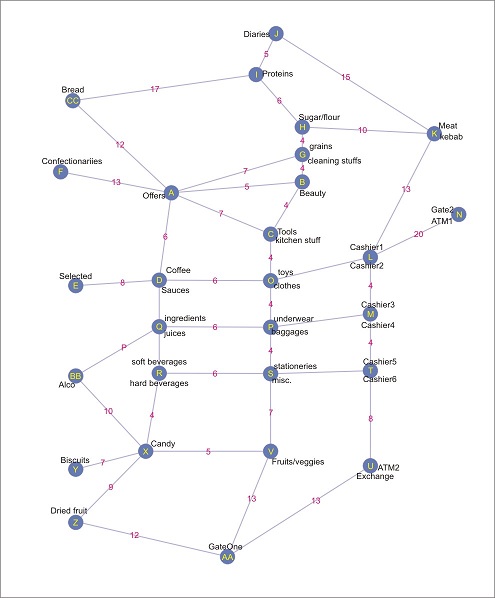 Diaries J
5
I Proteins
15
Bread
CC
17
6
Sugar/flour
H
10
Meat
K kebab
12
4
grains
G
cleaning stuffs
Confectionariies
F
7
4
13
5
B
Beauty
13
Offers A
4
7
Gate2
N
ATM1
C Tools
kitchen stuff
20
6
Cashier1
L
Cashier2
4
Selected
E
8
Coffee
D
Sauces
6
toys
O
clothes
4
4
Cashier3
M
Cashier4
ingredients
Q
juices
6
underwear
P
baggages
P
4
4
soft beverages
R
hard beverages
6
stationeries
S
misc.
Cashier5
T
Cashier6
BB
Alco
10
4
7
8
Candy
X
5
V
Fruits/veggies
Biscuits
Y
7
U ATM2
Exchange
9
Dried fruit
Z
13
13
12
GateOne
AA